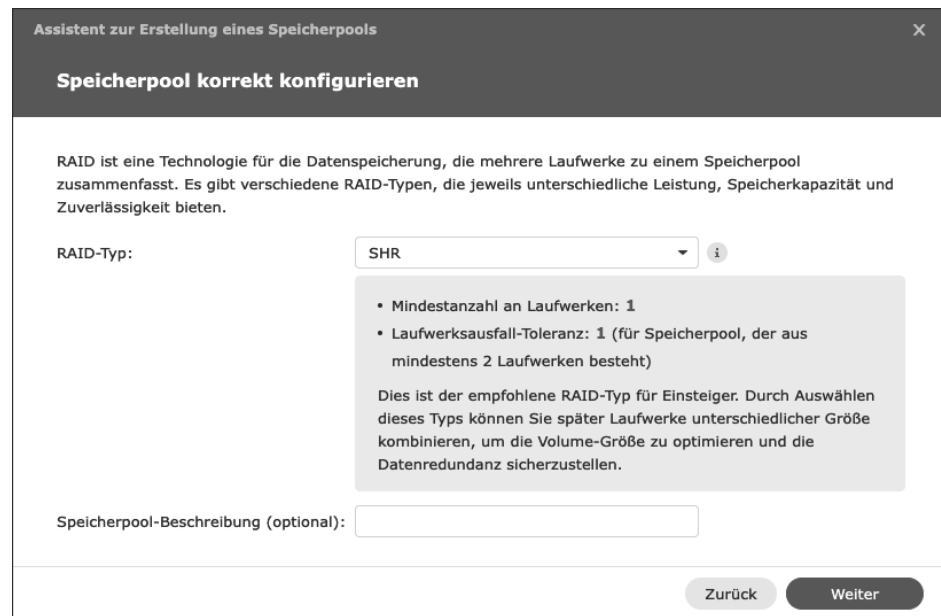 Assistent zur Erstellung eines Speicherpools
Speicherpool korrekt konfigurieren
RAID ist eine Technologie für die Datenspeicherung, die mehrere Laufwerke zu einem Speicherpool
zusammenfasst. Es gibt verschiedene RAID-Typen, die jeweils unterschiedliche Leistung, Speicherkapazität und
Zuverlässigkeit bieten.
RAID-Typ: SHR i
• Mindestanzahl an Laufwerken: 1
• Laufwerksausfall-Toleranz: 1 (für Speicherpool, der aus
mindestens 2 Laufwerken besteht)
Dies ist der empfohlene RAID-Typ für Einsteiger. Durch Auswählen
dieses Typs können Sie später Laufwerke unterschiedlicher Größe
kombinieren, um die Volume-Größe zu optimieren und die
Datenredundanz sicherzustellen.
Speicherpool-Beschreibung (optional):
Zurück Weiter